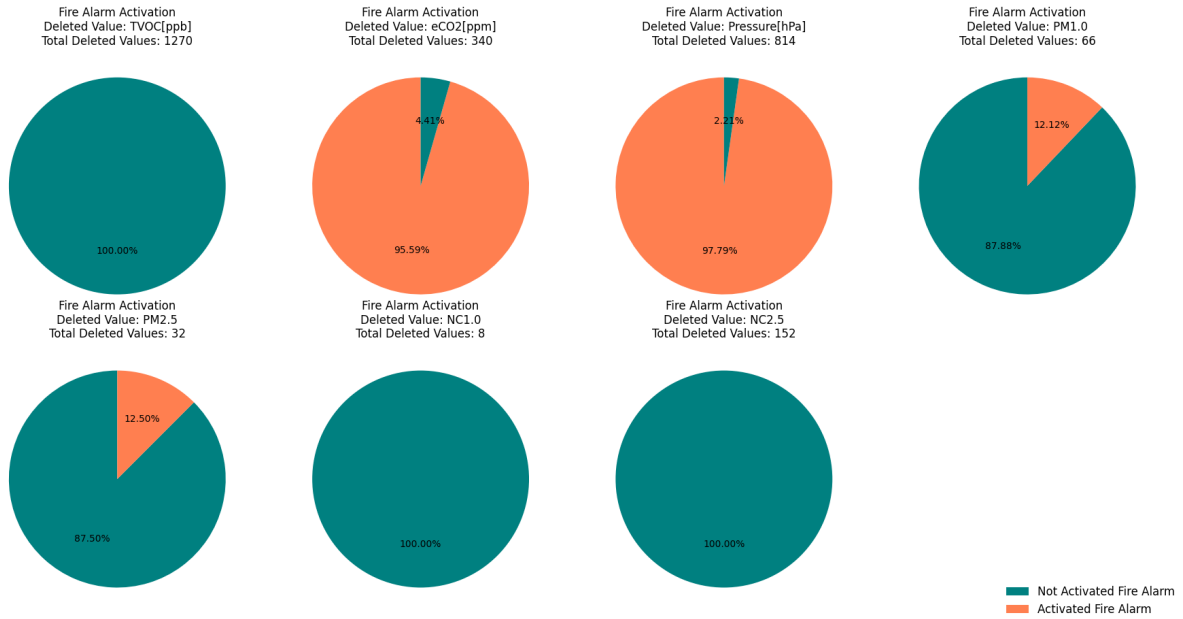 Fire Alarm Activation
Deleted Value: TVOC[ppb]
Total Deleted Values: 1270
100.00%
Fire Alarm Activation
Deleted Value: eCO2[ppm]
Total Deleted Values: 340
4.41%
95.59%
Fire Alarm Activation
Deleted Value: Pressure[hPa]
Total Deleted Values: 814
2.21%
97.79%
Fire Alarm Activation
Deleted Value: PM1.0
Total Deleted Values: 66
12.12%
87.88%
Fire Alarm Activation
Deleted Value: PM2.5
Total Deleted Values: 32
12.50%
87.50%
Fire Alarm Activation
Deleted Value: NC1.0
Total Deleted Values: 8
100.00%
Fire Alarm Activation
Deleted Value: NC2.5
Total Deleted Values: 152
100.00%
Not Activated Fire Alarm
Activated Fire Alarm